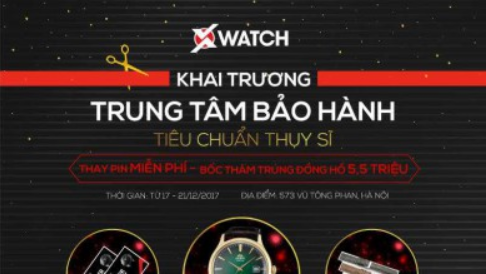 WATCH
KHAI TRƯƠNG
TRUNG TÂM BẢO HÀNH
TIÊU CHUẨN THỤY SĨ
THAY PIN MIỄN PHÍ - BỐC THĂM TRÚNG ĐỒNG HỒ 5,5 TRIỆU
THỜI GIAN: TỪ 17 - 21/12/2017 ĐỊA ĐIỂM: 573 VŨ TÔNG PHAN, HÀ NỘI